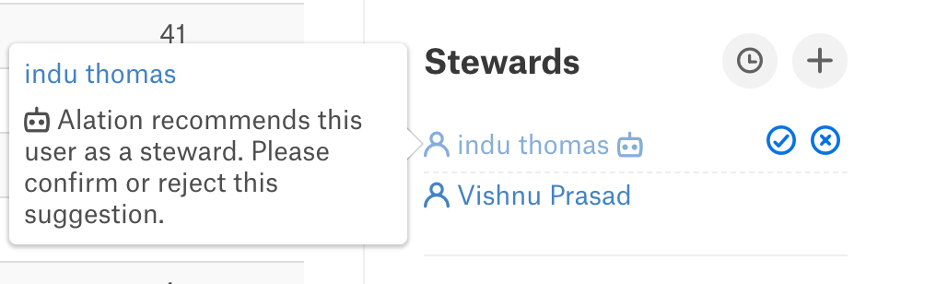 41
indu thomas
Alation recommends this
user as a steward. Please
confirm or reject this
suggestion.
Stewards
indu thomas
Vishnu Prasad